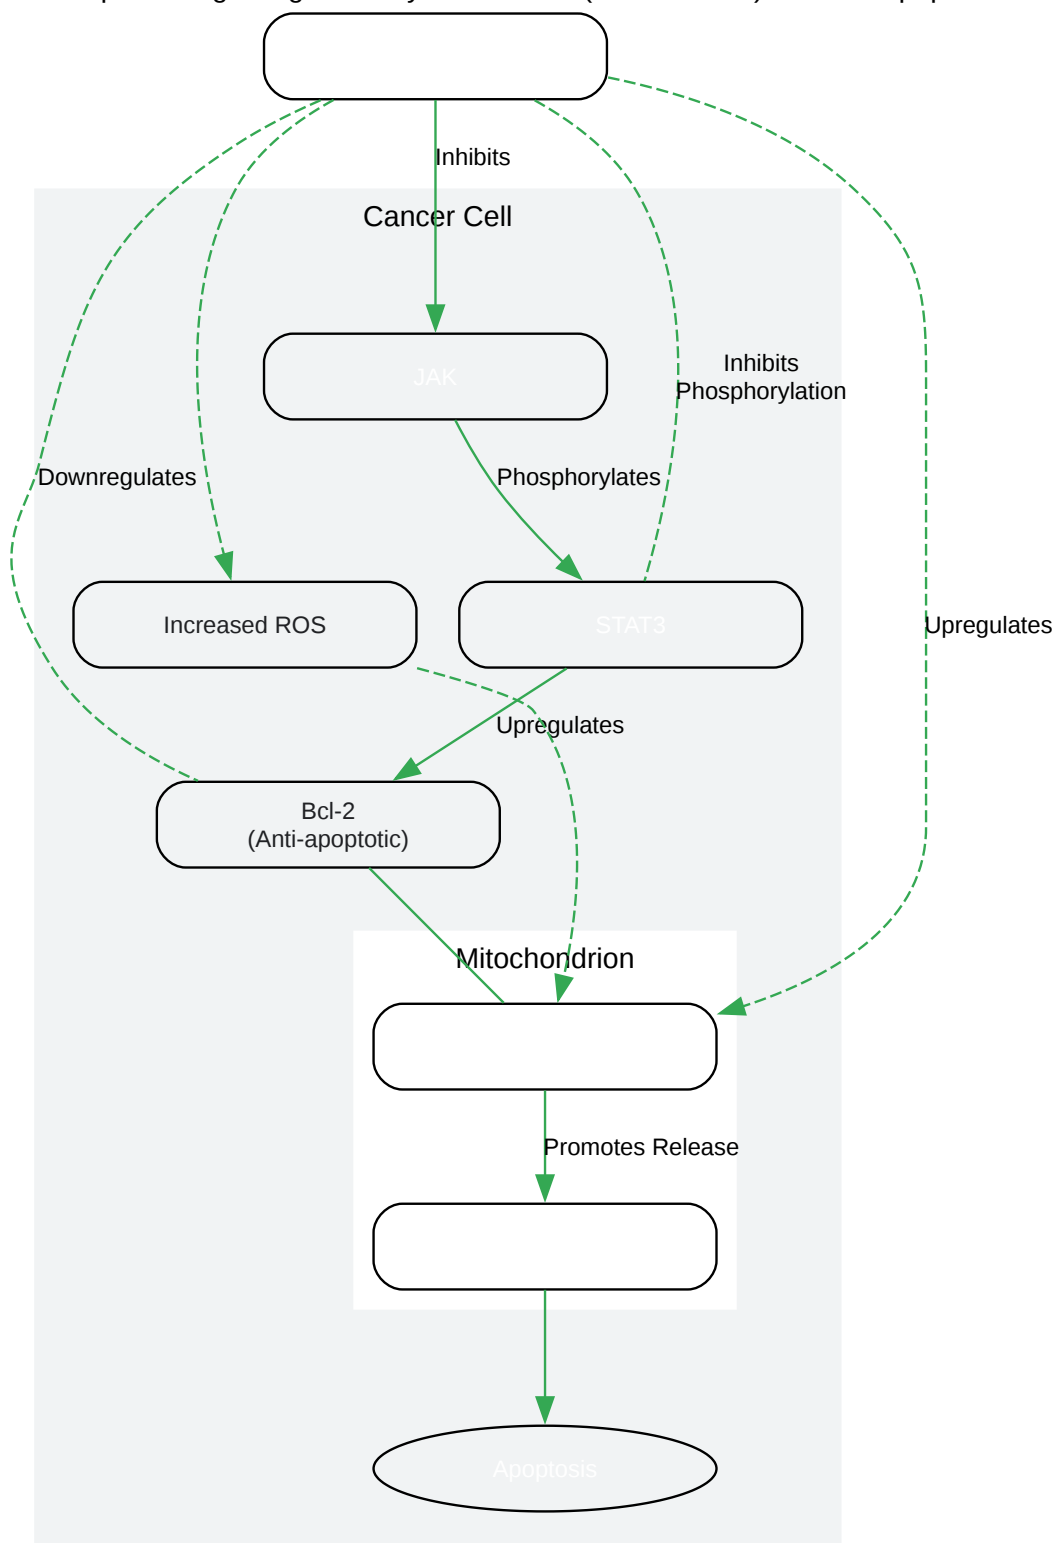 Inhibits
Cancer Cell
JAK
Inhibits
Phosphorylation
Downregulates
Phosphorylates
Increased ROS
STAT3
Upregulates
Upregulates
Bcl-2
(Anti-apoptotic)
Mitochondrion
Promotes Release
Apoptosis